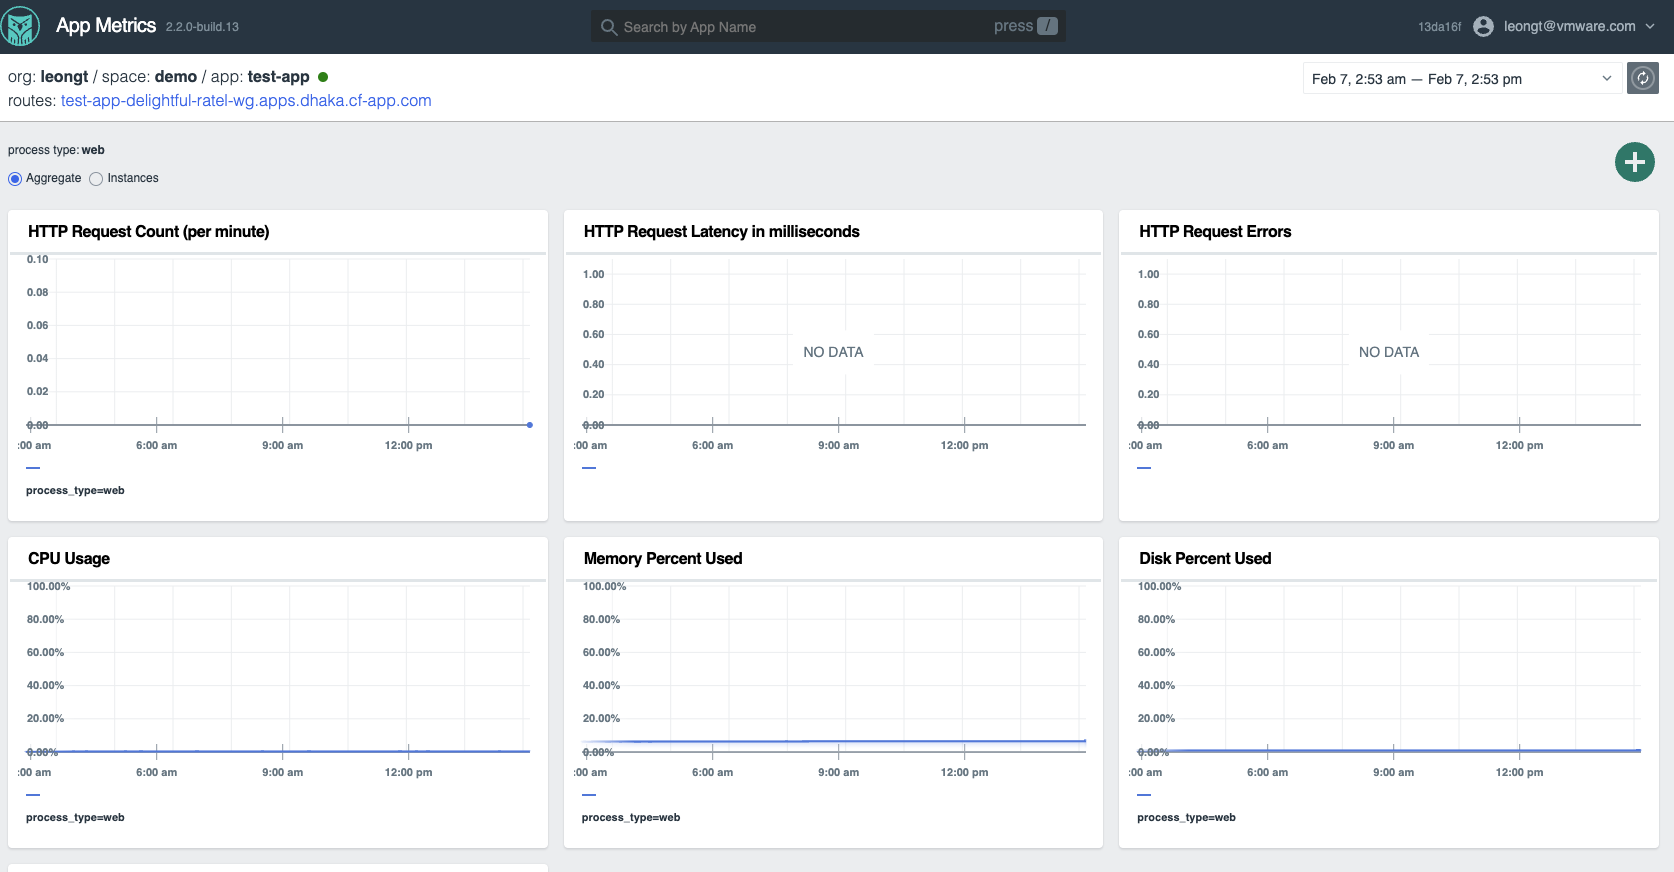 App Metrics 2.2.0-build.13
Search by App Name press /
13da16f leongt@vmware.com
org: leongt / space: demo / app: test-app
routes: test-app-delightful-ratel-wg.apps.dhaka.cf-app.com
Feb 7, 2:53 am — Feb 7, 2:53 pm
process type: web
Aggregate Instances
HTTP Request Count (per minute)
0.10
0.08
0.06
0.04
0.02
0.00
:00 am 6:00 am 9:00 am 12:00 pm
process_type=web
HTTP Request Latency in milliseconds
1.00
0.80
0.60
NO DATA
0.40
0.20
0.00
:00 am 6:00 am 9:00 am 12:00 pm
HTTP Request Errors
1.00
0.80
0.60
NO DATA
0.40
0.20
0.00
:00 am 6:00 am 9:00 am 12:00 pm
CPU Usage
100.00%
80.00%
60.00%
40.00%
20.00%
0.00%
:00 am 6:00 am 9:00 am 12:00 pm
process_type=web
Memory Percent Used
100.00%
80.00%
60.00%
40.00%
20.00%
0.00%
:00 am 6:00 am 9:00 am 12:00 pm
process_type=web
Disk Percent Used
100.00%
80.00%
60.00%
40.00%
20.00%
0.00%
:00 am 6:00 am 9:00 am 12:00 pm
process_type=web